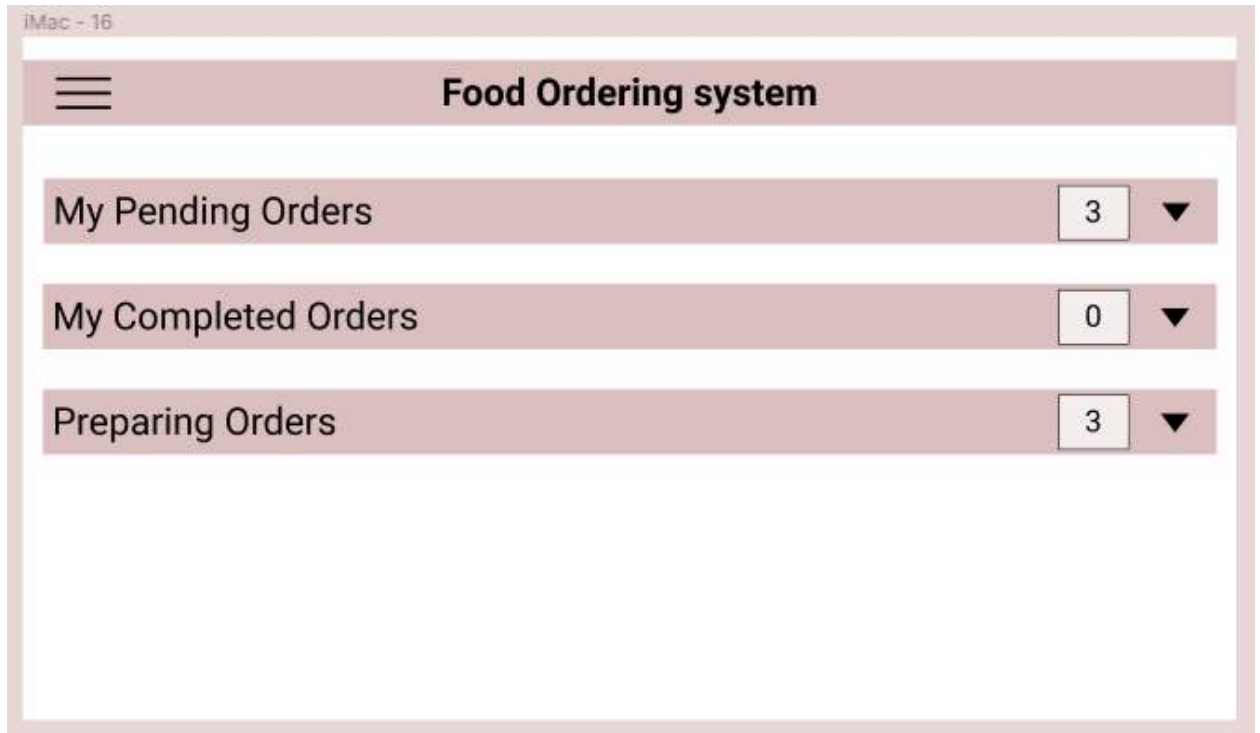 iMac - 16
Food Ordering system
My Pending Orders 3
My Completed Orders 0
Preparing Orders 3